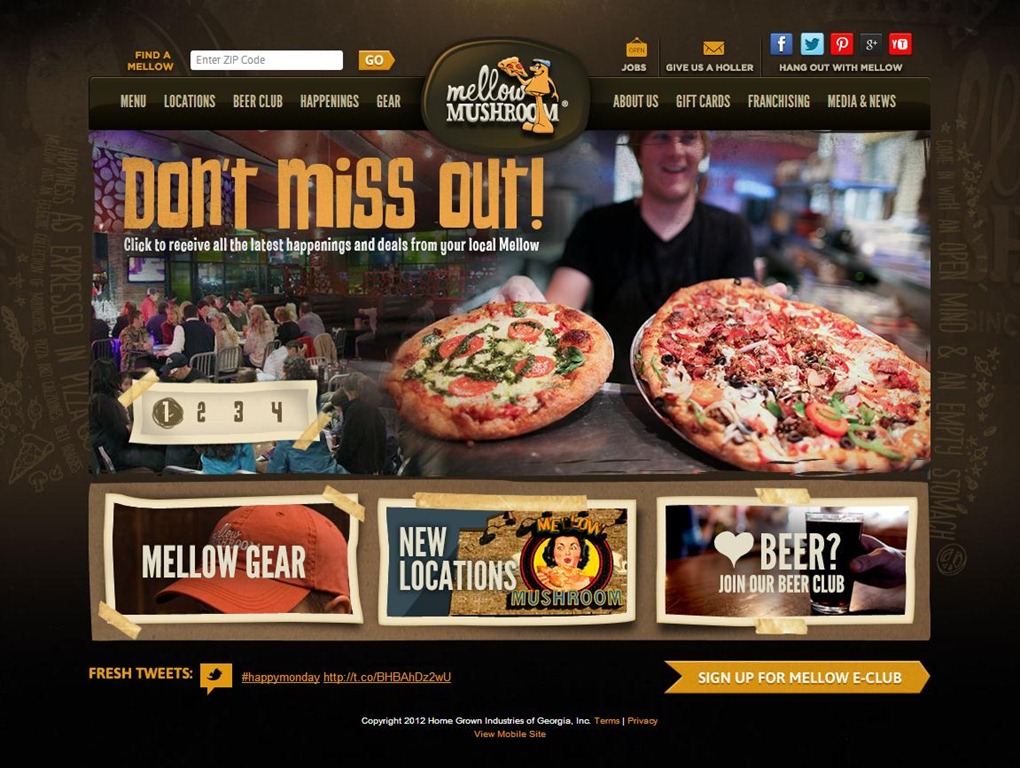 FIND A
MELLOW
Enter ZIP Code
GO
OPEN
JOBS
GIVE US A HOLLER
HANG OUT WITH MELLOW
MENU
LOCATIONS
BEER CLUB
HAPPENINGS
GEAR
mellow
MUSHROOM®
ABOUT US
GIFT CARDS
FRANCHISING
MEDIA & NEWS
DON'T MISS OUT!
Click to receive all the latest happenings and deals from your local Mellow
1 2 3 4
AS EXPRESSED IN PIZZA
COME IN WITH AN OPEN MIND & AN EMPTY STOMACH
MELLOW GEAR
NEW
LOCATIONS
MELLOW
MUSHROOM
BEER?
JOIN OUR BEER CLUB
FRESH TWEETS:
#happymonday http://t.co/BHBAhDz2wU
SIGN UP FOR MELLOW E-CLUB
Copyright 2012 Home Grown Industries of Georgia, Inc. Terms | Privacy
View Mobile Site